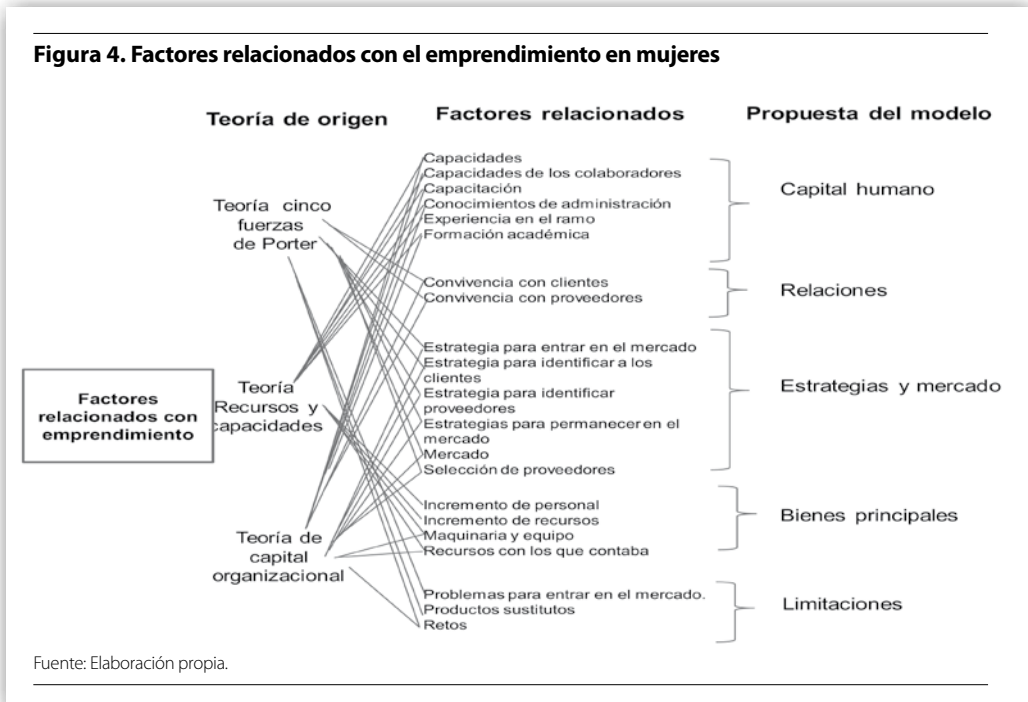 Figura 4. Factores relacionados con el emprendimiento en mujeres
Teoría de origen
Factores relacionados
Propuesta del modelo
Factores
relacionados con
emprendimiento
Teoría cinco
fuerzas
de Porter
Teoría
Recursos y
capacidades
Teoría de
capital
organizacional
Capacidades
Capacidades de los colaboradores
Capacitación
Conocimientos de administración
Experiencia en el ramo
Formación académica
Capital humano
Convivencia con clientes
Convivencia con proveedores
Relaciones
Estrategia para entrar en el mercado
Estrategia para identificar a los
clientes
Estrategia para identificar
proveedores
Estrategias para permanecer en el
mercado
Mercado
Selección de proveedores
Estrategias y mercado
Incremento de personal
Incremento de recursos
Maquinaria y equipo
Recursos con los que contaba
Bienes principales
Problemas para entrar en el mercado.
Productos sustitutos
Retos
Limitaciones
Fuente: Elaboración propia.